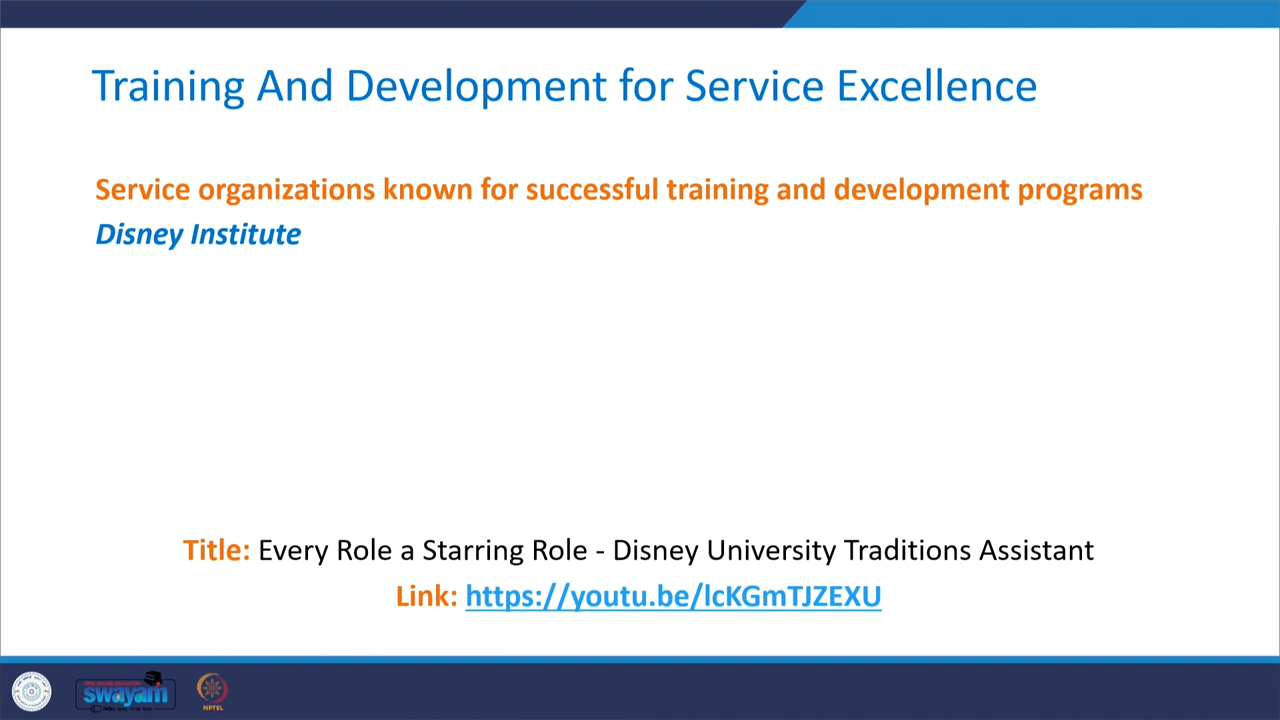 Training And Development for Service Excellence
Service organizations known for successful training and development programs
Disney Institute
Title: Every Role a Starring Role - Disney University Traditions Assistant
Link: https://youtu.be/lcKGmTJZEXU
swayam
NPTEL